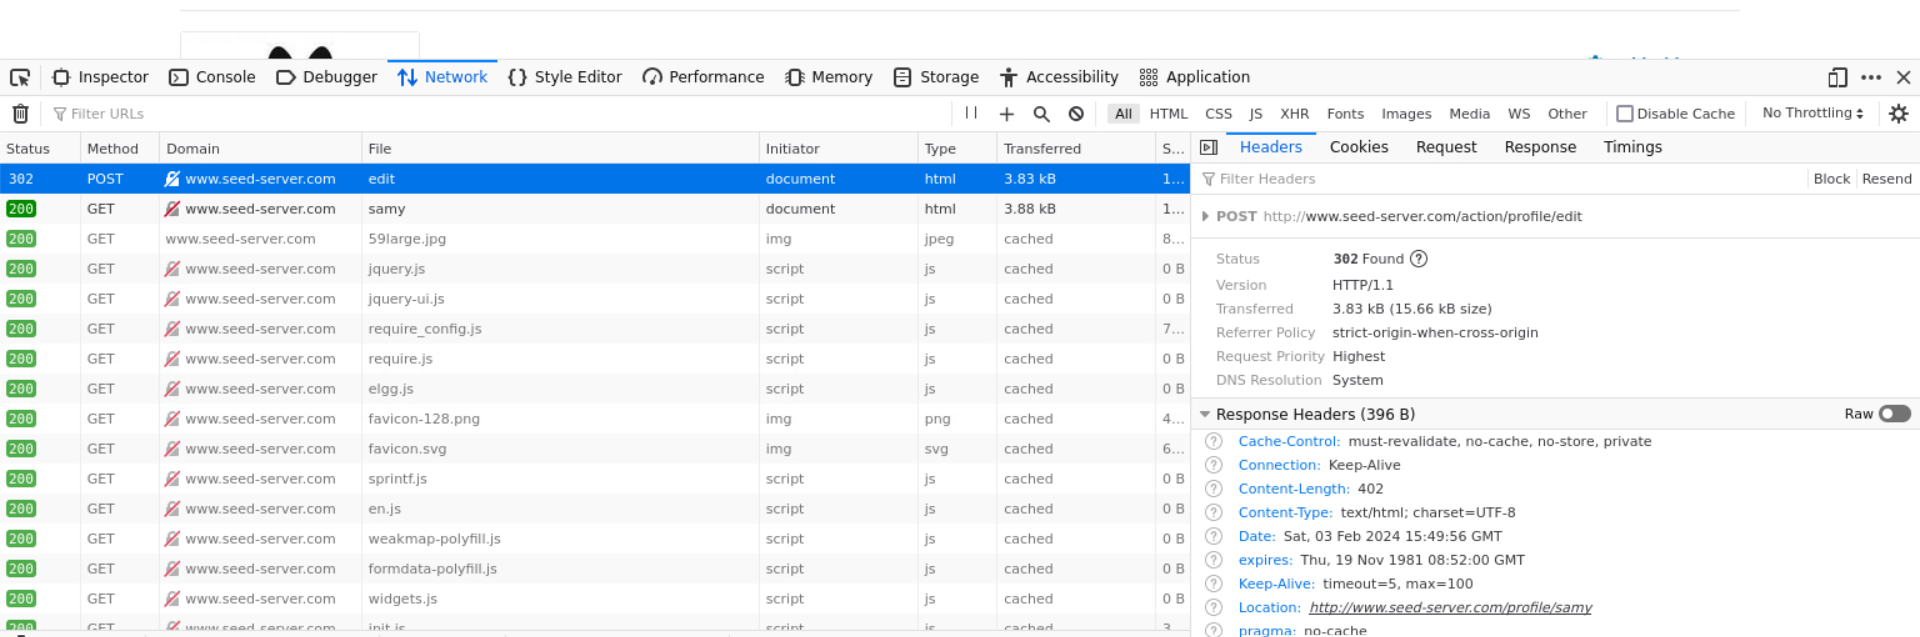 Inspector Console Debugger Network Style Editor Performance Memory Storage Accessibility Application
Filter URLs All HTML CSS JS XHR Fonts Images Media WS Other Disable Cache No Throttling
Status Method Domain File Initiator Type Transferred S...
302 POST www.seed-server.com edit document html 3.83 kB 1...
200 GET www.seed-server.com samy document html 3.88 kB 1...
200 GET www.seed-server.com 59large.jpg img jpeg cached 8...
200 GET www.seed-server.com jquery.js script js cached 0 B
200 GET www.seed-server.com jquery-ui.js script js cached 0 B
200 GET www.seed-server.com require_config.js script js cached 7...
200 GET www.seed-server.com require.js script js cached 0 B
200 GET www.seed-server.com elgg.js script js cached 0 B
200 GET www.seed-server.com favicon-128.png img png cached 4...
200 GET www.seed-server.com favicon.svg img svg cached 6...
200 GET www.seed-server.com sprintf.js script js cached 0 B
200 GET www.seed-server.com en.js script js cached 0 B
200 GET www.seed-server.com weakmap-polyfill.js script js cached 0 B
200 GET www.seed-server.com formdata-polyfill.js script js cached 0 B
200 GET www.seed-server.com widgets.js script js cached 0 B
200 GET www.seed-server.com init.js script js cached 3
Headers Cookies Request Response Timings
Filter Headers Block Resend
POST http://www.seed-server.com/action/profile/edit
Status 302 Found
Version HTTP/1.1
Transferred 3.83 kB (15.66 kB size)
Referrer Policy strict-origin-when-cross-origin
Request Priority Highest
DNS Resolution System
Response Headers (396 B) Raw
Cache-Control: must-revalidate, no-cache, no-store, private
Connection: Keep-Alive
Content-Length: 402
Content-Type: text/html; charset=UTF-8
Date: Sat, 03 Feb 2024 15:49:56 GMT
expires: Thu, 19 Nov 1981 08:52:00 GMT
Keep-Alive: timeout=5, max=100
Location: http://www.seed-server.com/profile/samy
pragma: no-cache